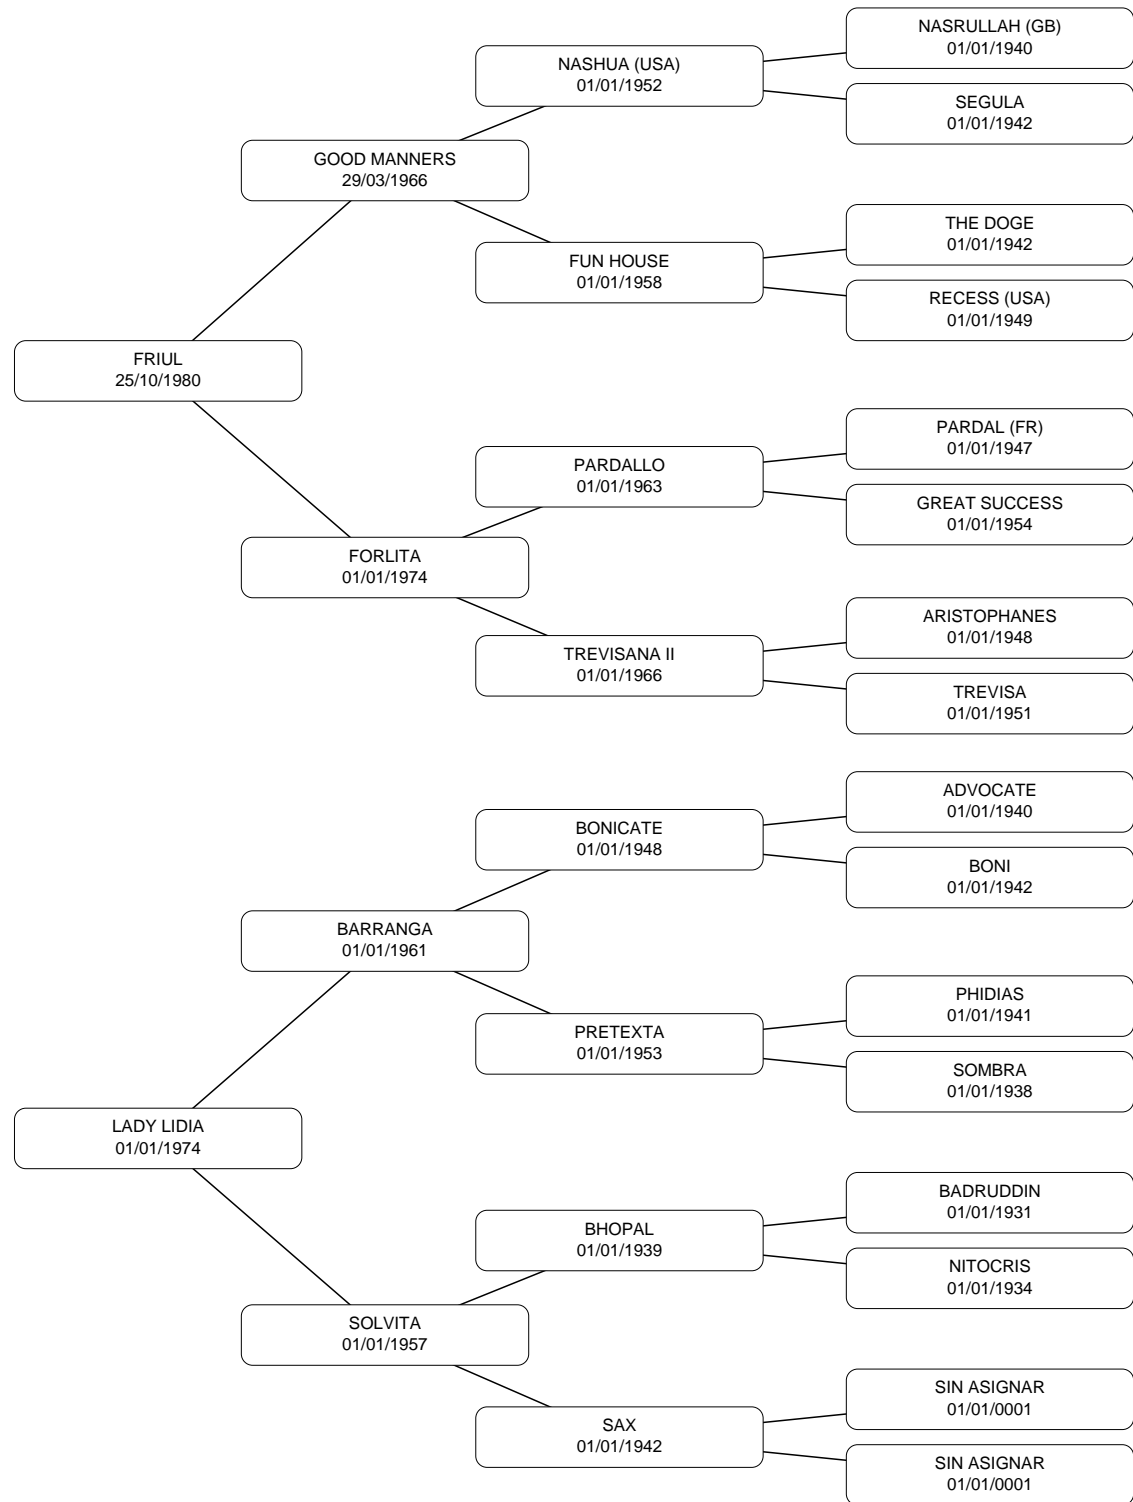 NASRULLAH (GB)
01/01/1940
NASHUA (USA)
01/01/1952
SEGULA
01/01/1942
GOOD MANNERS
29/03/1966
THE DOGE
01/01/1942
FUN HOUSE
01/01/1958
RECESS (USA)
01/01/1949
FRIUL
25/10/1980
PARDAL (FR)
01/01/1947
PARDALLO
01/01/1963
GREAT SUCCESS
01/01/1954
FORLITA
01/01/1974
ARISTOPHANES
01/01/1948
TREVISANA II
01/01/1966
TREVISA
01/01/1951
ADVOCATE
01/01/1940
BONICATE
01/01/1948
BONI
01/01/1942
BARRANGA
01/01/1961
PHIDIAS
01/01/1941
PRETEXTA
01/01/1953
SOMBRA
01/01/1938
LADY LIDIA
01/01/1974
BADRUDDIN
01/01/1931
BHOPAL
01/01/1939
NITOCRIS
01/01/1934
SOLVITA
01/01/1957
SIN ASIGNAR
01/01/0001
SAX
01/01/1942
SIN ASIGNAR
01/01/0001